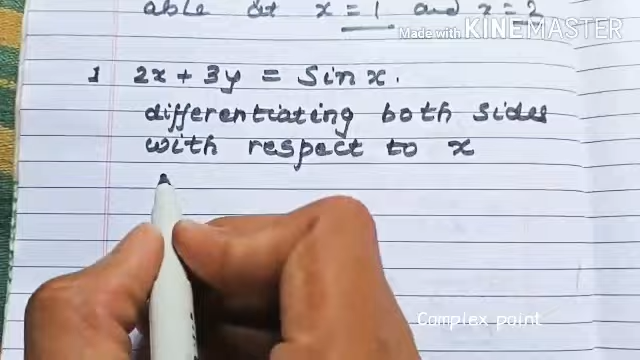 able at x = 1 and x = 2
Made with KINEMASTER
1 2x + 3y = Sin x.
differentiating both sides
with respect to x
Complex point